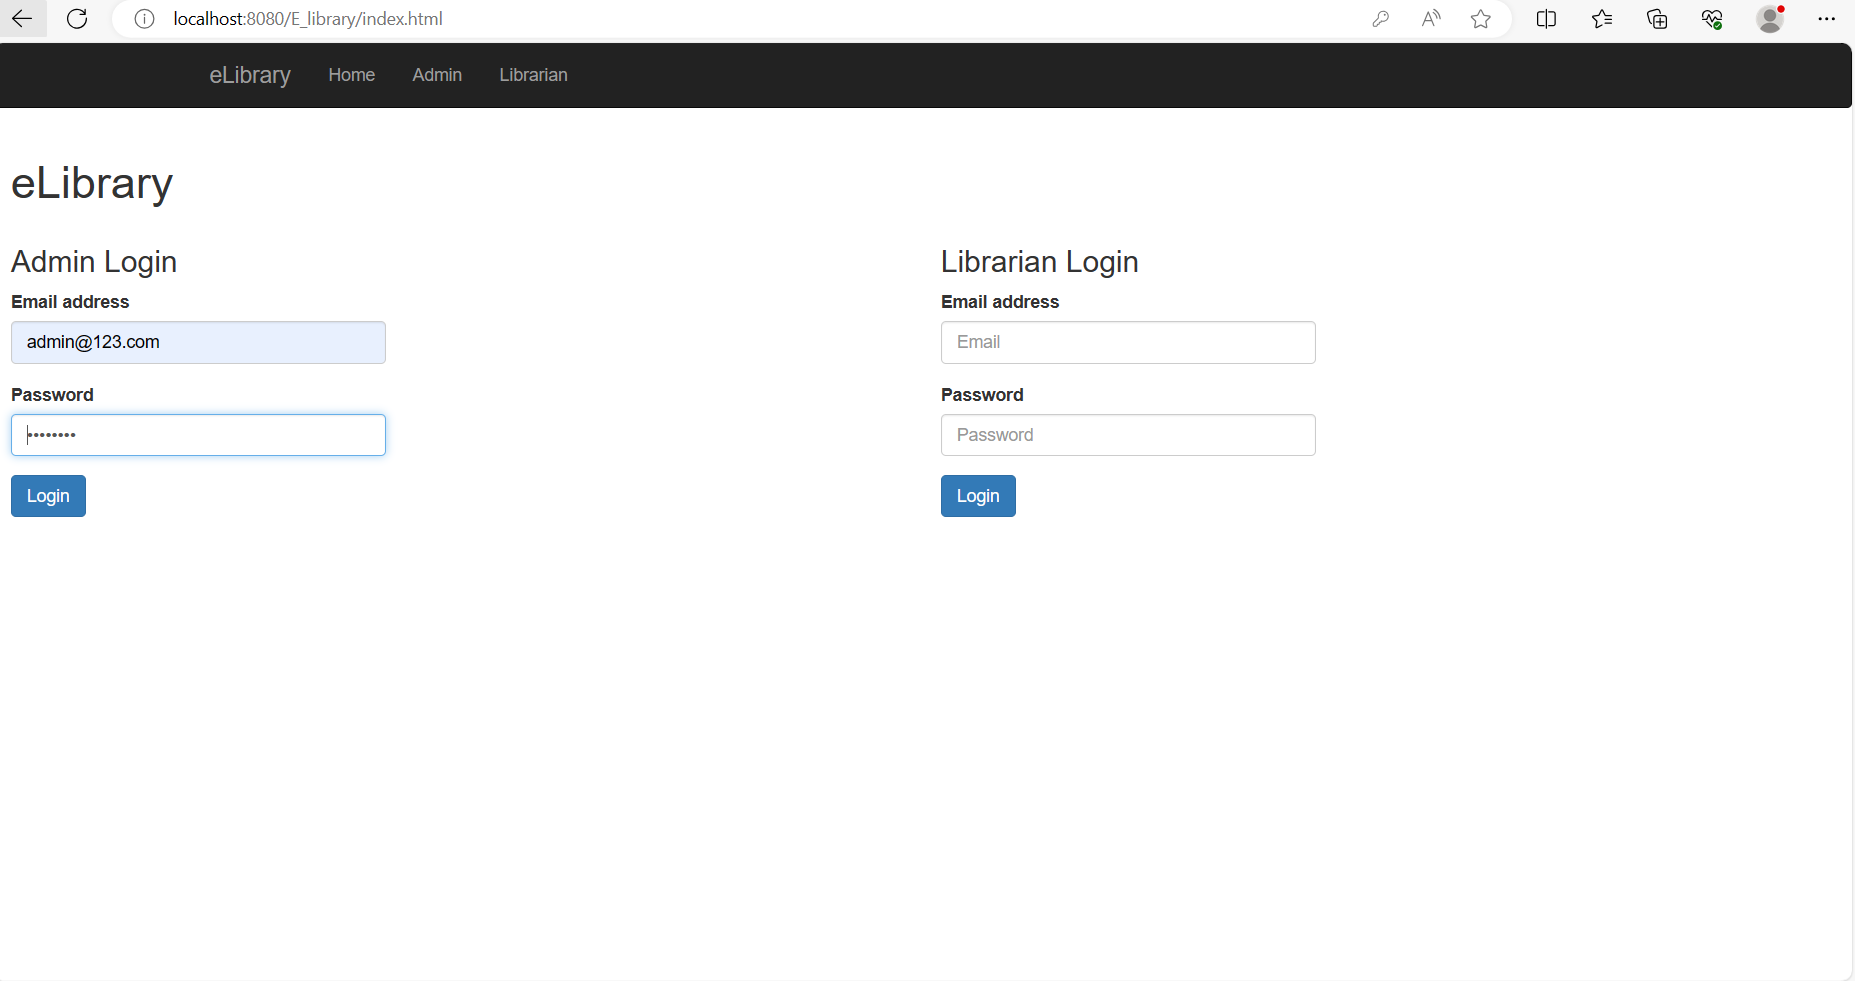 localhost:8080/E_library/index.html
eLibrary Home Admin Librarian
eLibrary
Admin Login
Email address
admin@123.com
Password
••••••••
Login
Librarian Login
Email address
Email
Password
Password
Login